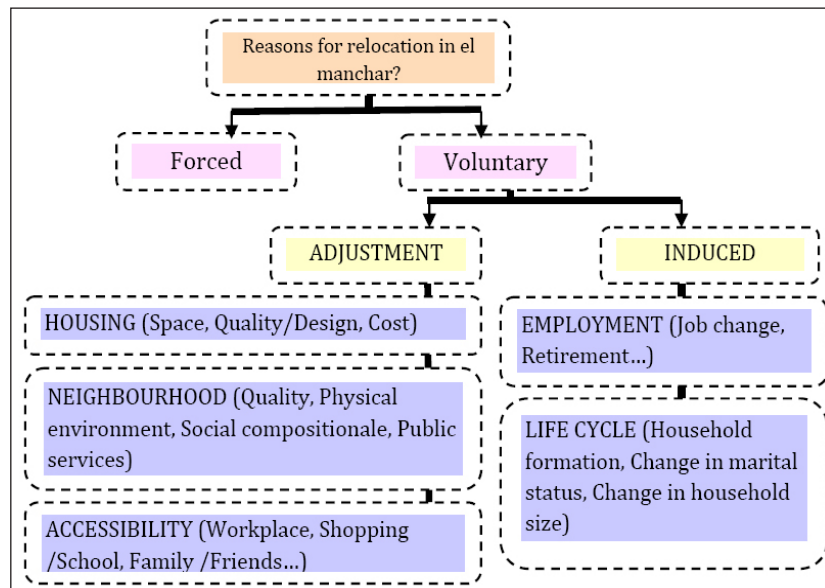 Reasons for relocation in el
manchar?
Forced
Voluntary
ADJUSTMENT
INDUCED
HOUSING (Space, Quality/Design, Cost)
NEIGHBOURHOOD (Quality, Physical
environment, Social compositionale, Public
services)
ACCESSIBILITY (Workplace, Shopping
/School, Family /Friends...)
EMPLOYMENT (Job change,
Retirement...)
LIFE CYCLE (Household
formation, Change in marital
status, Change in household
size)